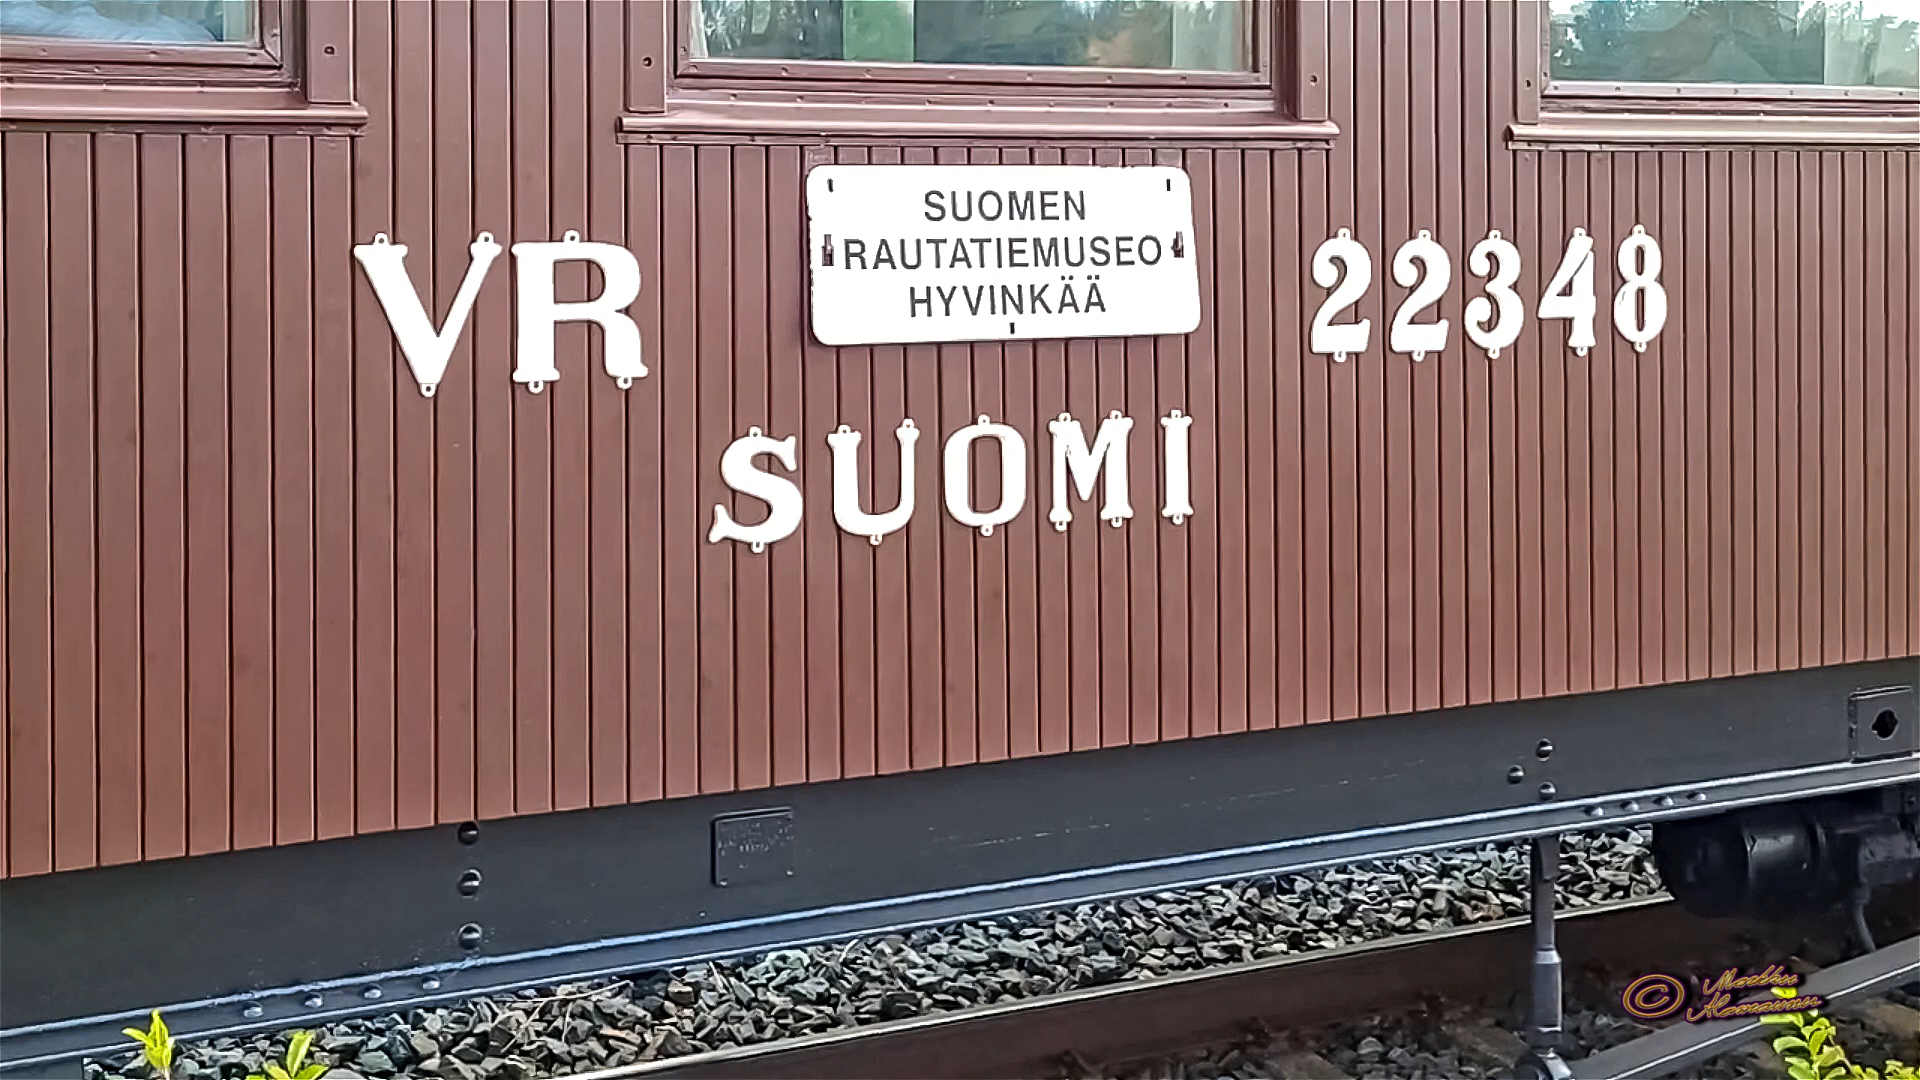 VR
SUOMEN
RAUTATIEMUSEO
HYVINKÄÄ
22348
SUOMI
©